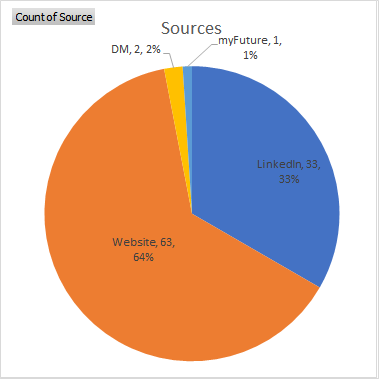 Count of Source
Sources
DM, 2, 2%
myFuture, 1,
1%
LinkedIn, 33,
33%
Website, 63,
64%